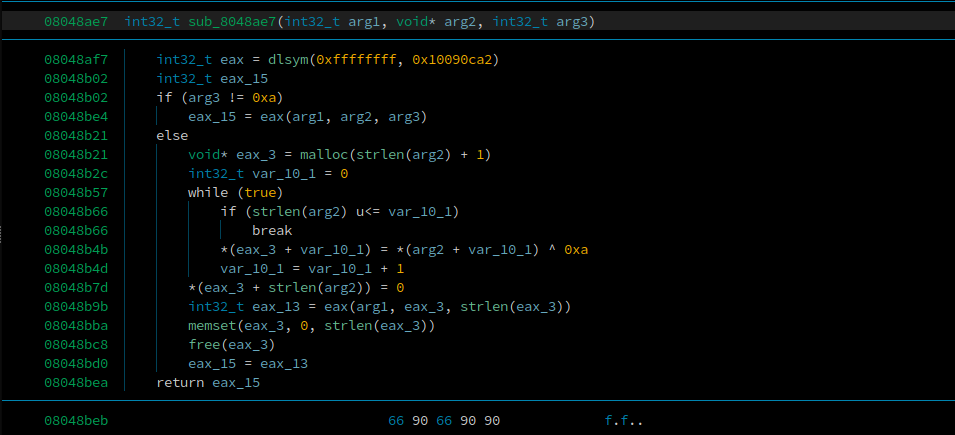 08048ae7 int32_t sub_8048ae7(int32_t arg1, void* arg2, int32_t arg3)
08048af7 int32_t eax = dlsym(0xffffffff, 0x10090ca2)
08048b02 int32_t eax_15
08048b02 if (arg3 != 0xa)
08048be4 eax_15 = eax(arg1, arg2, arg3)
08048b21 else
08048b21 void* eax_3 = malloc(strlen(arg2) + 1)
08048b2c int32_t var_10_1 = 0
08048b57 while (true)
08048b66 if (strlen(arg2) u<= var_10_1)
08048b66 break
08048b4b *(eax_3 + var_10_1) = *(arg2 + var_10_1) ^ 0xa
08048b4d var_10_1 = var_10_1 + 1
08048b7d *(eax_3 + strlen(arg2)) = 0
08048b9b int32_t eax_13 = eax(arg1, eax_3, strlen(eax_3))
08048bba memset(eax_3, 0, strlen(eax_3))
08048bc8 free(eax_3)
08048bd0 eax_15 = eax_13
08048bea return eax_15
08048beb 66 90 66 90 90 f.f..